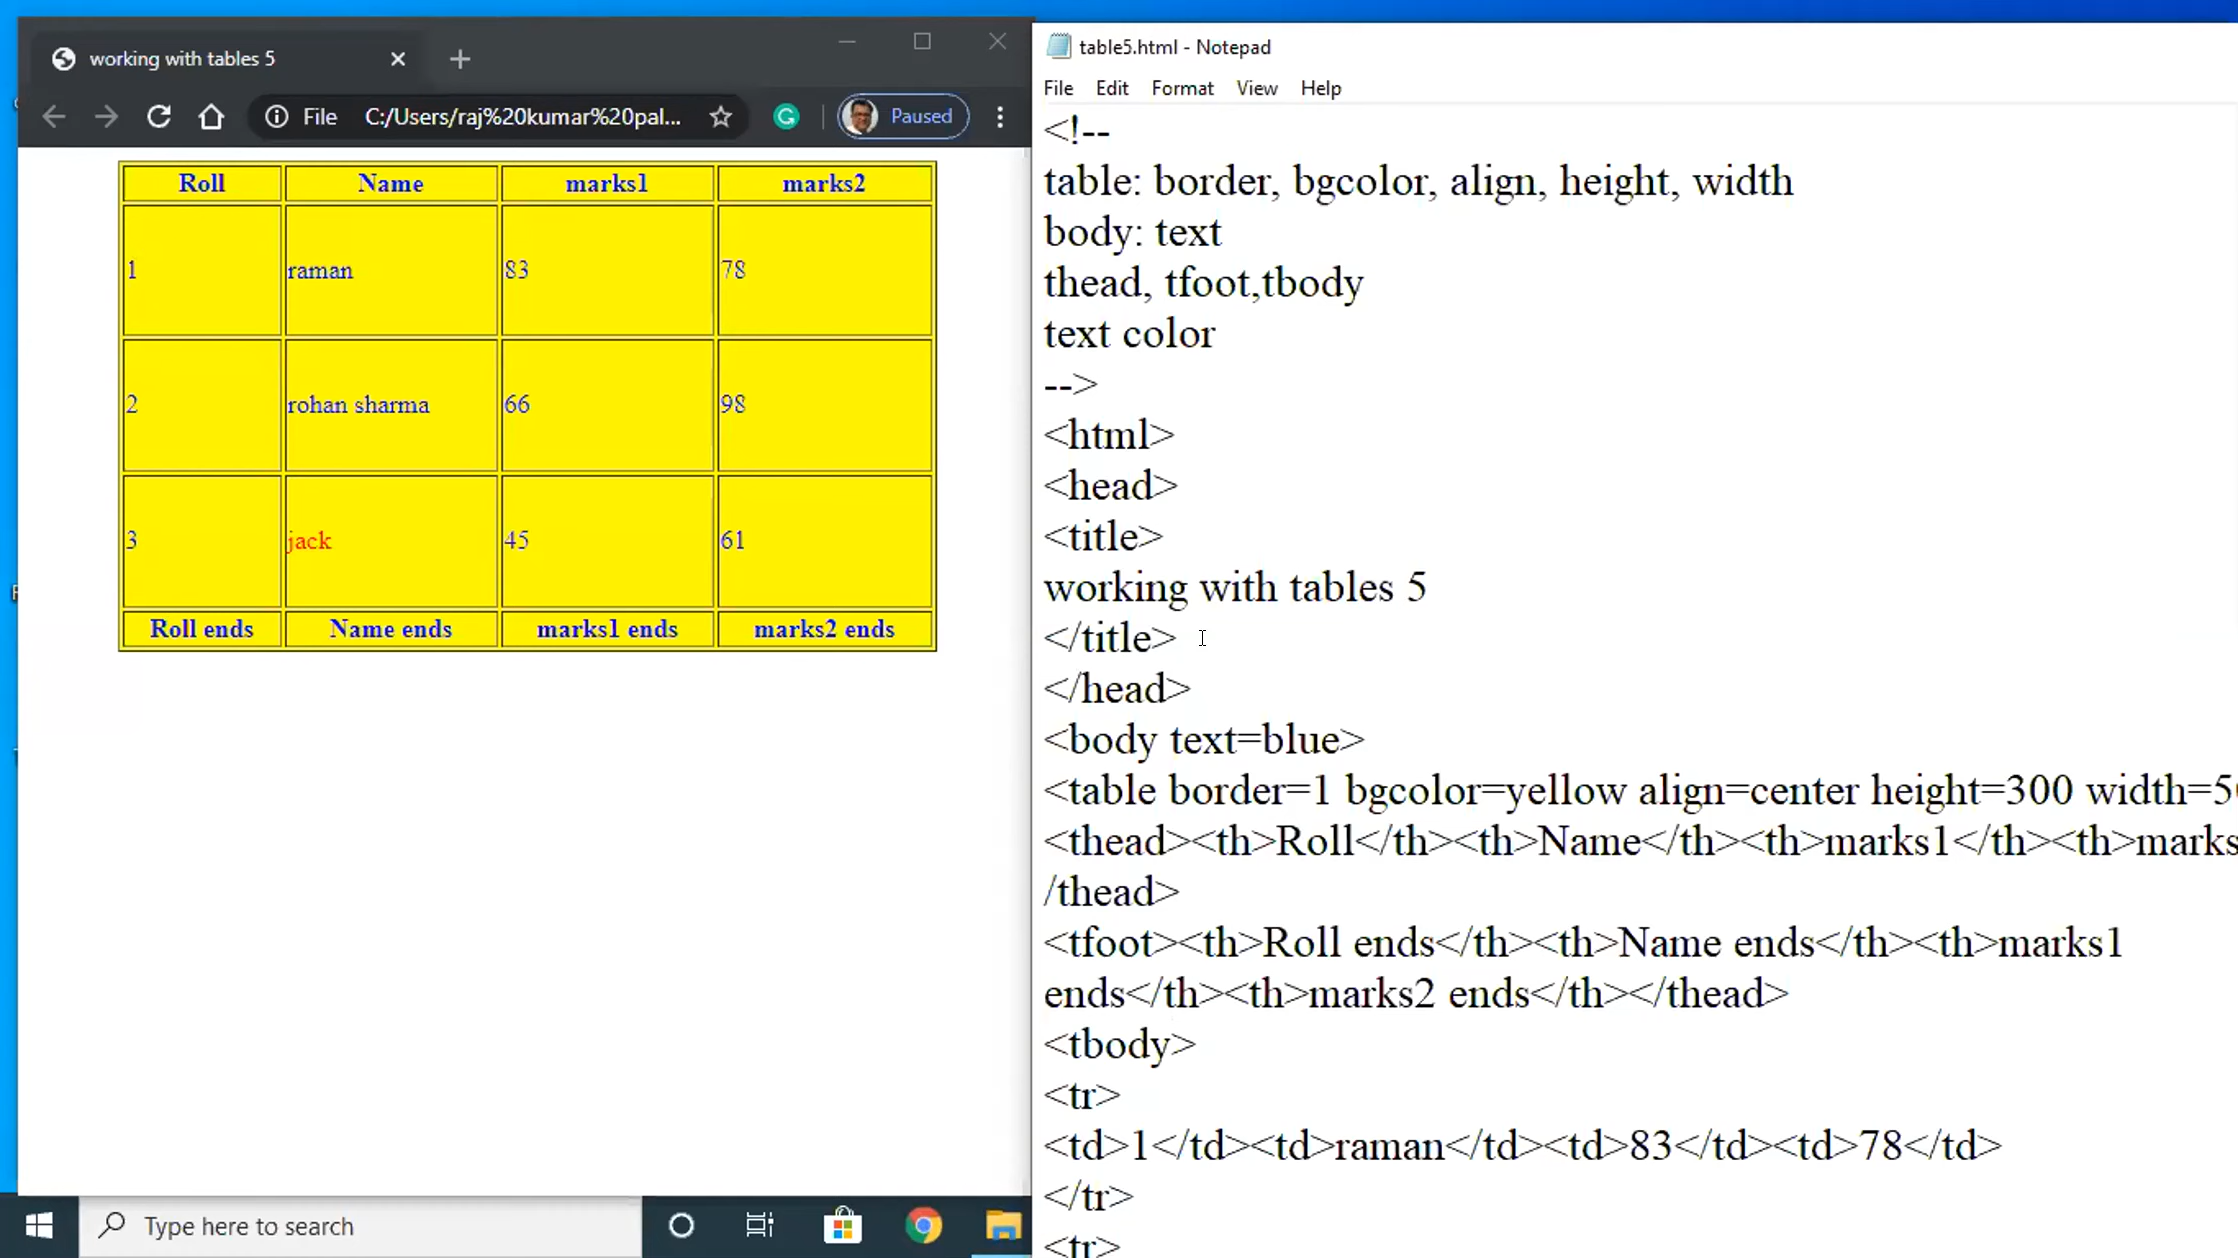 working with tables 5
File C:/Users/raj%20kumar%20pal...
Paused
Roll Name marks1 marks2
1 raman 83 78
2 rohan sharma 66 98
3 jack 45 61
Roll ends Name ends marks1 ends marks2 ends
Type here to search
table5.html - Notepad
File Edit Format View Help
<!--
table: border, bgcolor, align, height, width
body: text
thead, tfoot,tbody
text color
-->
<html>
<head>
<title>
working with tables 5
</title>
</head>
<body text=blue>
<table border=1 bgcolor=yellow align=center height=300 width=50
<thead><th>Roll</th><th>Name</th><th>marks1</th><th>marks
/thead>
<tfoot><th>Roll ends</th><th>Name ends</th><th>marks1
ends</th><th>marks2 ends</th></thead>
<tbody>
<tr>
<td>1</td><td>raman</td><td>83</td><td>78</td>
</tr>
<tr>